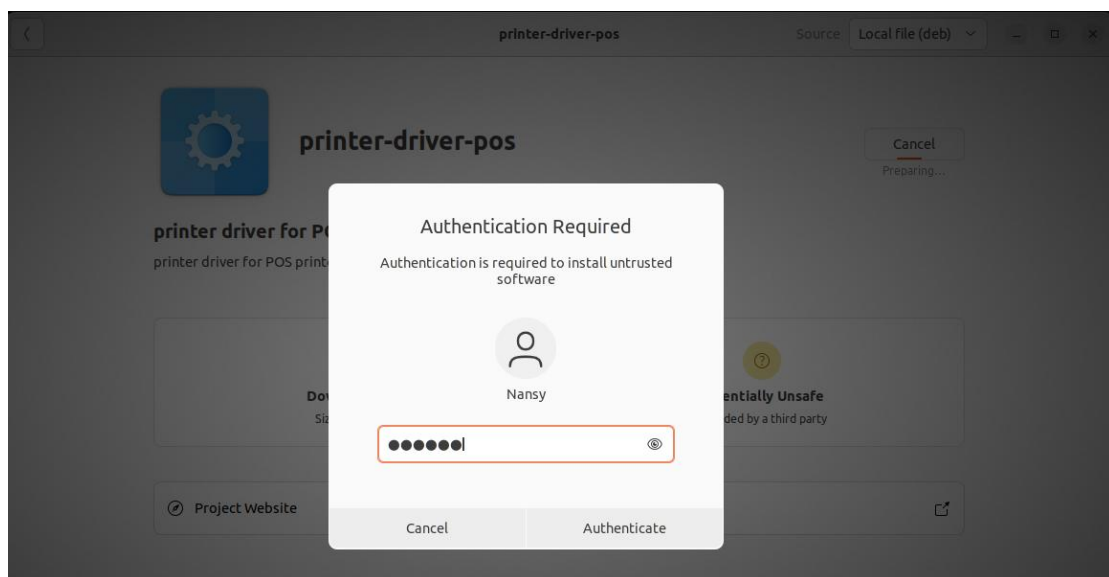 printer-driver-pos
Source Local file (deb)
printer-driver-pos
Cancel
Preparing...
printer driver for PO
printer driver for POS print
Authentication Required
Authentication is required to install untrusted
software
Nansy
Dow
entially Unsafe
Siz
ded by a third party
Project Website
Cancel
Authenticate